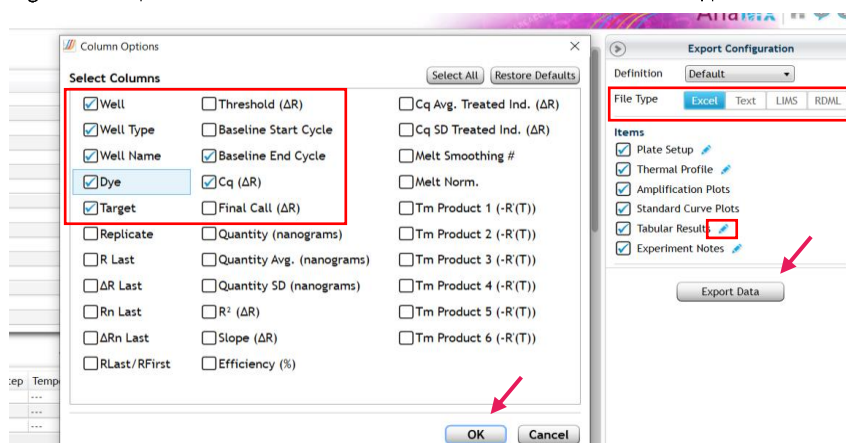 Column Options
Select Columns
Select All
Restore Defaults
Well
Threshold (ΔR)
Cq Avg. Treated Ind. (ΔR)
Well Type
Baseline Start Cycle
Cq SD Treated Ind. (ΔR)
Well Name
Baseline End Cycle
Melt Smoothing #
Dye
Cq (ΔR)
Melt Norm.
Target
Final Call (ΔR)
Tm Product 1 (-R'(T))
Replicate
Quantity (nanograms)
Tm Product 2 (-R'(T))
R Last
Quantity Avg. (nanograms)
Tm Product 3 (-R'(T))
ΔR Last
Quantity SD (nanograms)
Tm Product 4 (-R'(T))
Rn Last
R² (ΔR)
Tm Product 5 (-R'(T))
ΔRn Last
Slope (ΔR)
Tm Product 6 (-R'(T))
RLast/RFirst
Efficiency (%)
OK
Cancel
Export Configuration
Definition
Default
File Type
Excel
Text
LIMS
RDML
Items
Plate Setup
Thermal Profile
Amplification Plots
Standard Curve Plots
Tabular Results
Experiment Notes
Export Data
---
---
---